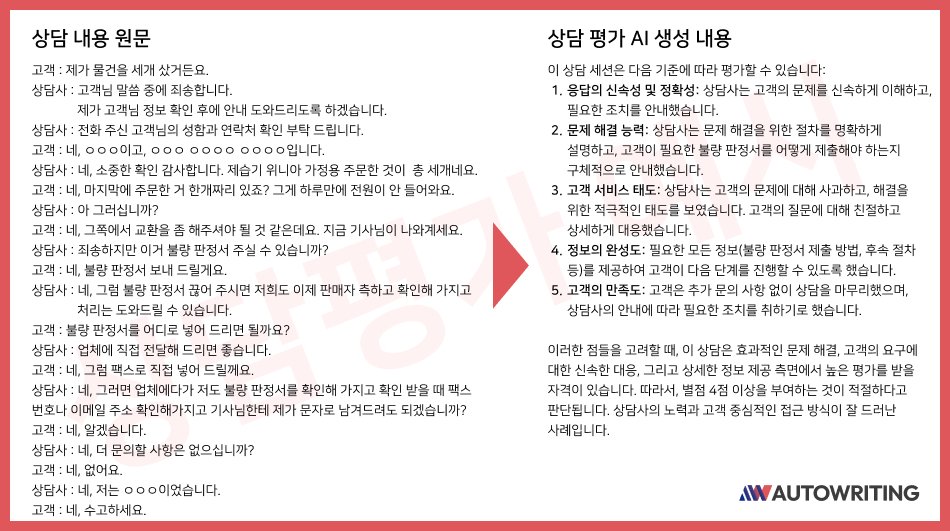 상담 내용 원문
고객 : 제가 물건을 세개 샀거든요.
상담사 : 고객님 말씀 중에 죄송합니다.
제가 고객님 정보 확인 후에 안내 도와드리도록 하겠습니다.
상담사 : 전화 주신 고객님의 성함과 연락처 확인 부탁 드립니다.
고객 : 네, ㅇㅇㅇ이고, ㅇㅇㅇ ㅇㅇㅇㅇ ㅇㅇㅇㅇ입니다.
상담사 : 네, 소중한 확인 감사합니다. 제습기 위니아 가정용 주문한 것이 총 세개네요.
고객 : 네, 마지막에 주문한 거 한개짜리 있죠? 그게 하루만에 전원이 안 들어와요.
상담사 : 아 그러십니까?
고객 : 네, 그쪽에서 교환을 좀 해주셔야 될 것 같은데요. 지금 기사님이 나와계세요.
상담사 : 죄송하지만 이거 불량 판정서 주실 수 있습니까?
고객 : 네, 불량 판정서 보내 드릴게요.
상담사 : 네, 그럼 불량 판정서 끊어 주시면 저희도 이제 판매자 측하고 확인해 가지고
처리는 도와드릴 수 있습니다.
고객 : 불량 판정서를 어디로 넣어 드리면 될까요?
상담사 : 업체에 직접 전달해 드리면 좋습니다.
고객 : 네, 그럼 팩스로 직접 넣어 드릴께요.
상담사 : 네, 그러면 업체에다가 저도 불량 판정서를 확인해 가지고 확인 받을 때 팩스
번호나 이메일 주소 확인해가지고 기사님한테 제가 문자로 남겨드려도 되겠습니까?
고객 : 네, 알겠습니다.
상담사 : 네, 더 문의할 사항은 없으십니까?
고객 : 네, 없어요.
상담사 : 네, 저는 ㅇㅇㅇ이었습니다.
고객 : 네, 수고하세요.
상담 평가 AI 생성 내용
이 상담 세션은 다음 기준에 따라 평가할 수 있습니다:
1. 응답의 신속성 및 정확성: 상담사는 고객의 문제를 신속하게 이해하고,
필요한 조치를 안내했습니다.
2. 문제 해결 능력: 상담사는 문제 해결을 위한 절차를 명확하게
설명하고, 고객이 필요한 불량 판정서를 어떻게 제출해야 하는지
구체적으로 안내했습니다.
3. 고객 서비스 태도: 상담사는 고객의 문제에 대해 사과하고, 해결을
위한 적극적인 태도를 보였습니다. 고객의 질문에 대해 친절하고
상세하게 대응했습니다.
4. 정보의 완성도: 필요한 모든 정보(불량 판정서 제출 방법, 후속 절차
등)를 제공하여 고객이 다음 단계를 진행할 수 있도록 했습니다.
5. 고객의 만족도: 고객은 추가 문의 사항 없이 상담을 마무리했으며,
상담사의 안내에 따라 필요한 조치를 취하기로 했습니다.
이러한 점들을 고려할 때, 이 상담은 효과적인 문제 해결, 고객의 요구에
대한 신속한 대응, 그리고 상세한 정보 제공 측면에서 높은 평가를 받을
자격이 있습니다. 따라서, 별점 4점 이상을 부여하는 것이 적절하다고
판단됩니다. 상담사의 노력과 고객 중심적인 접근 방식이 잘 드러난
사례입니다.
상담평가예시
AUTOWRITING